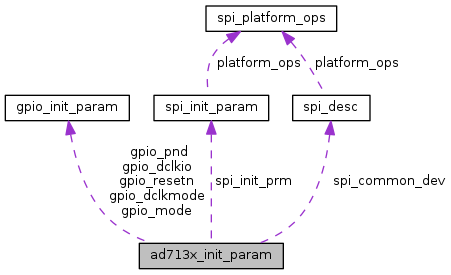 spi_platform_ops
platform_ops
platform_ops
gpio_init_param
spi_init_param
spi_desc
gpio_pnd
gpio_dclkio
gpio_resetn
gpio_dclkmode
gpio_mode
spi_init_prm
spi_common_dev
ad713x_init_param